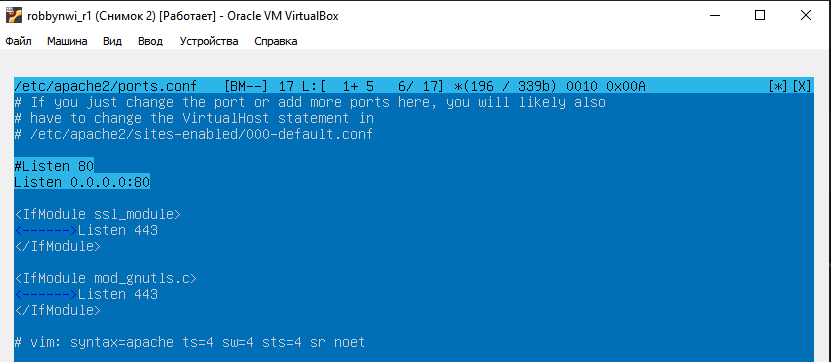 robbynwi_r1 (Снимок 2) [Работает] - Oracle VM VirtualBox
Файл Машина Вид Ввод Устройства Справка
/etc/apache2/ports.conf [BM--] 17 L:[ 1+ 5 6/ 17] *(196 / 339b) 0010 0x00A [*][X]
# If you just change the port or add more ports here, you will likely also
# have to change the VirtualHost statement in
# /etc/apache2/sites-enabled/000-default.conf
#Listen 80
Listen 0.0.0.0:80
<IfModule ssl_module>
<------>Listen 443
</IfModule>
<IfModule mod_gnutls.c>
<------>Listen 443
</IfModule>
# vim: syntax=apache ts=4 sw=4 sts=4 sr noet